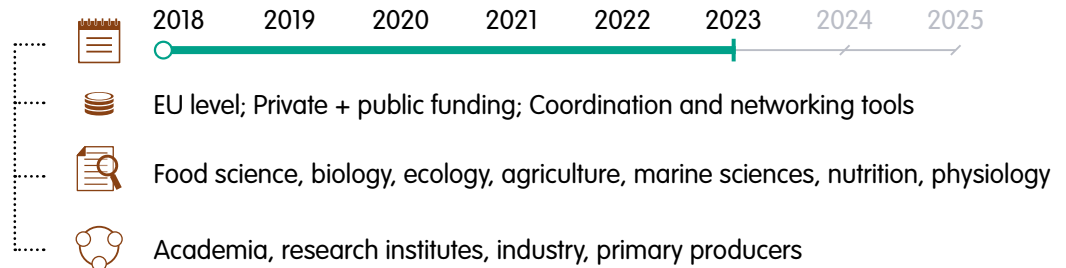 2018 2019 2020 2021 2022 2023 2024 2025
EU level; Private + public funding; Coordination and networking tools
Food science, biology, ecology, agriculture, marine sciences, nutrition, physiology
Academia, research institutes, industry, primary producers